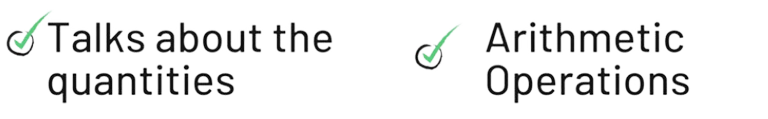 Talks about the
quantities
Arithmetic
Operations